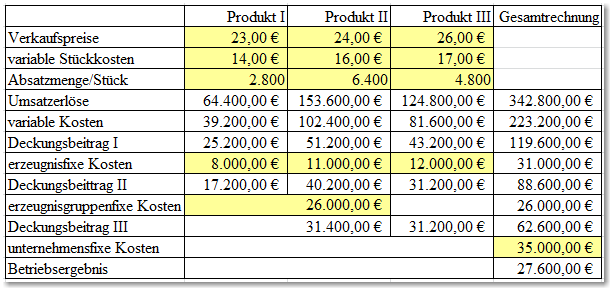 Produkt I Produkt II Produkt III Gesamtrechnung
Verkaufspreise 23,00 € 24,00 € 26,00 €
variable Stückkosten 14,00 € 16,00 € 17,00 €
Absatzmenge/Stück 2.800 6.400 4.800
Umsatzerlöse 64.400,00 € 153.600,00 € 124.800,00 € 342.800,00 €
variable Kosten 39.200,00 € 102.400,00 € 81.600,00 € 223.200,00 €
Deckungsbeitrag I 25.200,00 € 51.200,00 € 43.200,00 € 119.600,00 €
erzeugnisfixe Kosten 8.000,00 € 11.000,00 € 12.000,00 € 31.000,00 €
Deckungsbeittrag II 17.200,00 € 40.200,00 € 31.200,00 € 88.600,00 €
erzeugnisgruppenfixe Kosten 26.000,00 € 26.000,00 €
Deckungsbeitrag III 31.400,00 € 31.200,00 € 62.600,00 €
unternehmensfixe Kosten 35.000,00 €
Betriebsergebnis 27.600,00 €